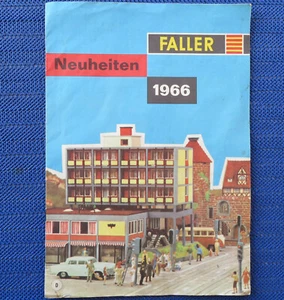 FALLER
Neuheiten
1966
D